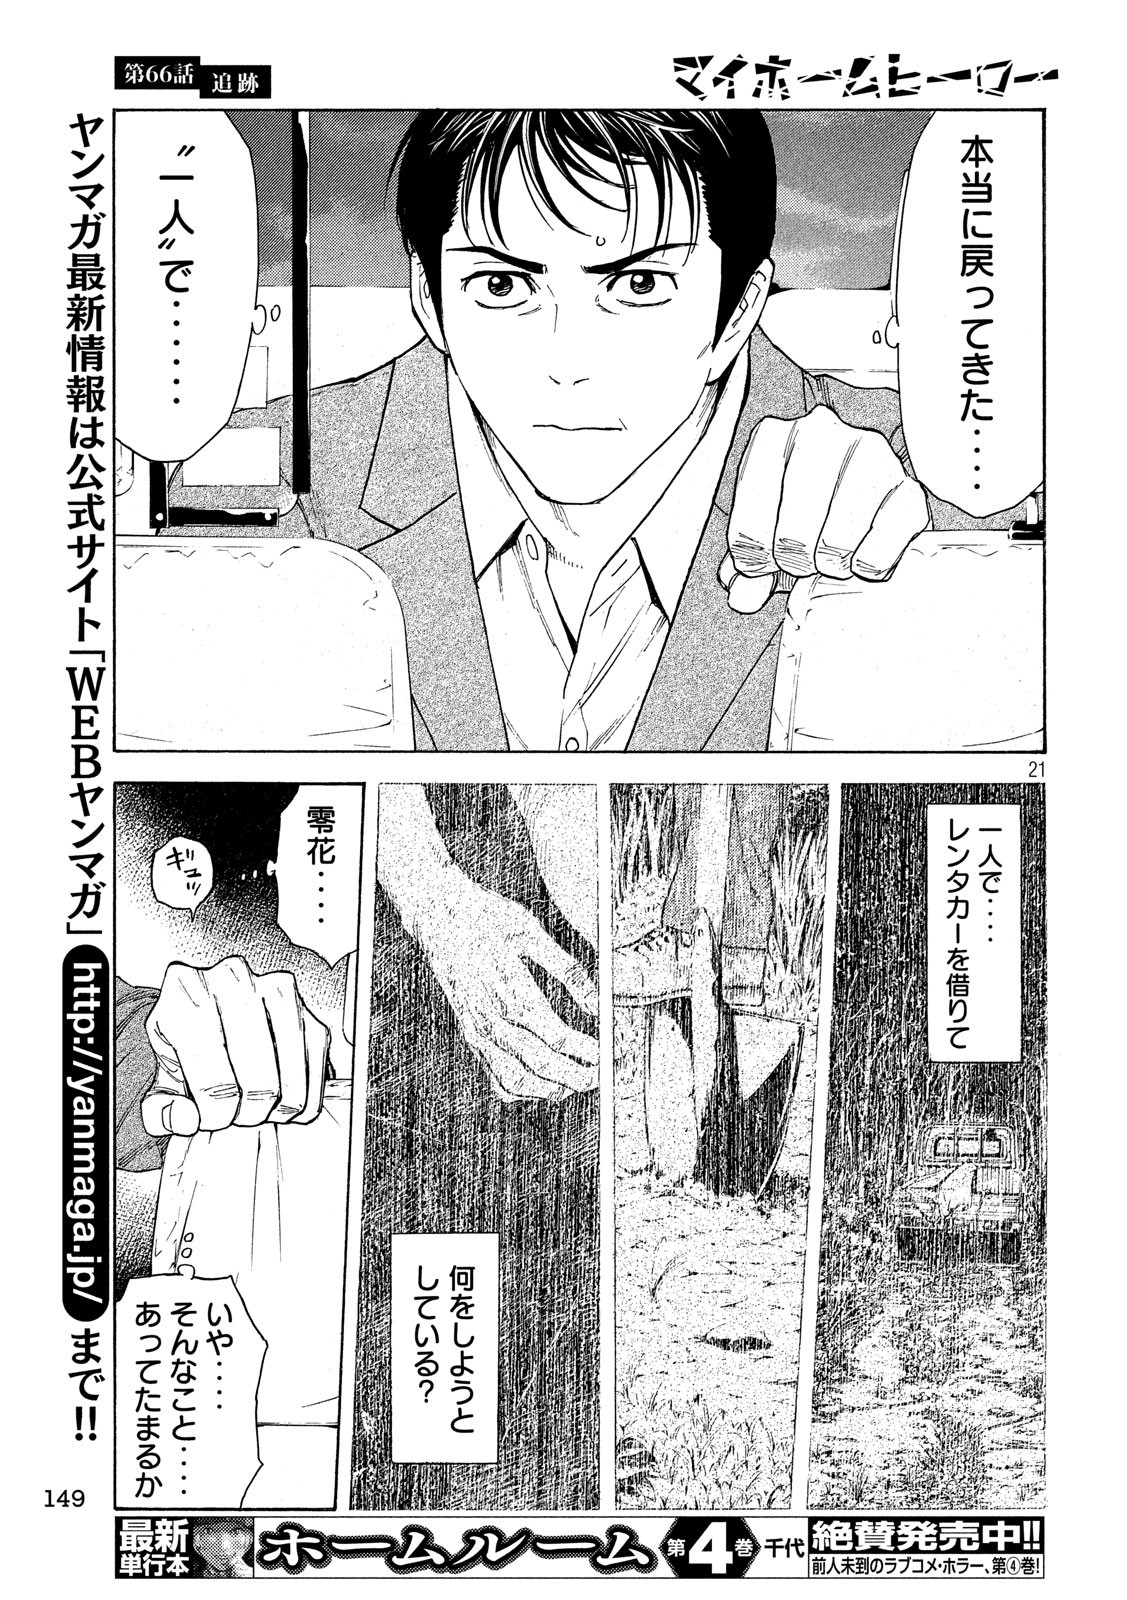 第66話
追跡
マイホームヒーロー
本当に戻ってきた‥‥
〝一人〟で‥‥‥
21
一人で‥‥
レンタカーを借りて
何をしようと
している?
零花‥‥
ギュッ
いや‥‥
そんなこと‥‥
あってたまるか
ヤンマガ最新情報は公式サイト「WEBヤンマガ」http://yanmaga.jp/まで!!
149
最新
単行本
ホームルーム
第4巻
千代
絶賛発売中!!
前人未到のラブコメ・ホラー、第④巻!